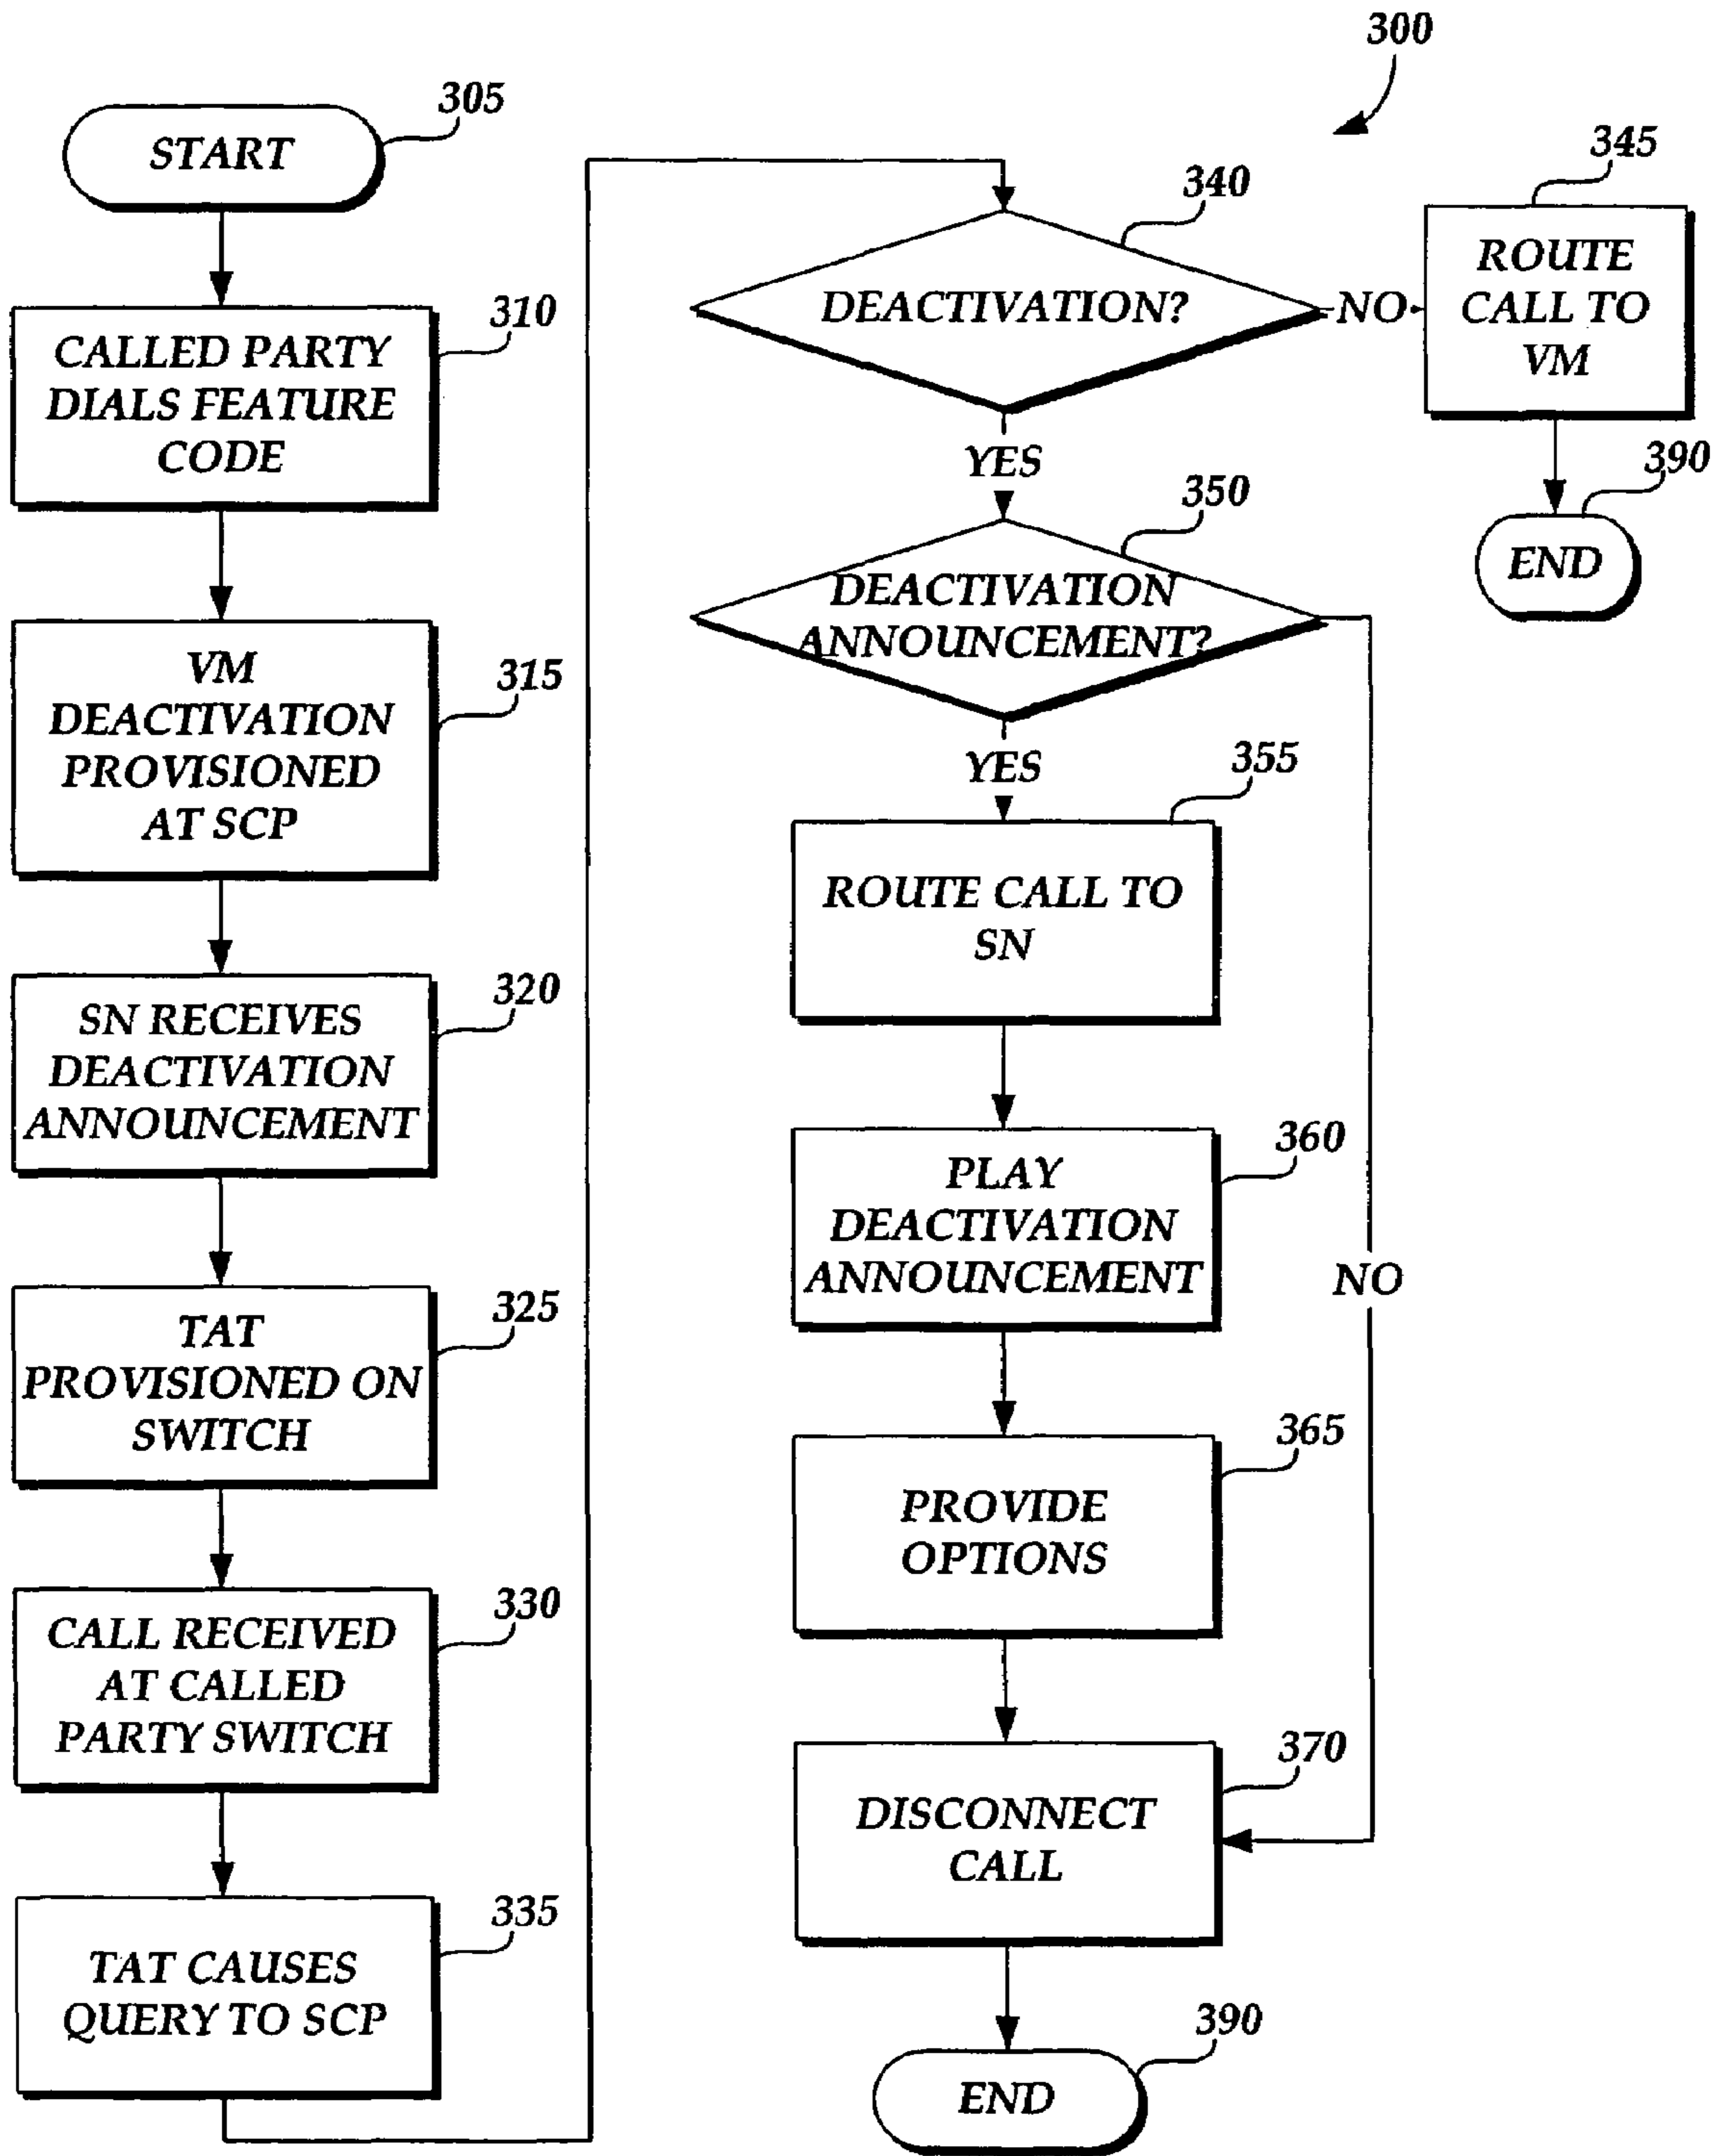 300
305
START
310
CALLED PARTY
DIALS FEATURE
CODE
315
VM
DEACTIVATION
PROVISIONED
AT SCP
320
SN RECEIVES
DEACTIVATION
ANNOUNCEMENT
325
TAT
PROVISIONED ON
SWITCH
330
CALL RECEIVED
AT CALLED
PARTY SWITCH
335
TAT CAUSES
QUERY TO SCP
340
DEACTIVATION?
NO
345
ROUTE
CALL TO
VM
390
END
YES
350
DEACTIVATION
ANNOUNCEMENT?
YES
355
ROUTE CALL TO
SN
360
PLAY
DEACTIVATION
ANNOUNCEMENT
NO
365
PROVIDE
OPTIONS
370
DISCONNECT
CALL
390
END